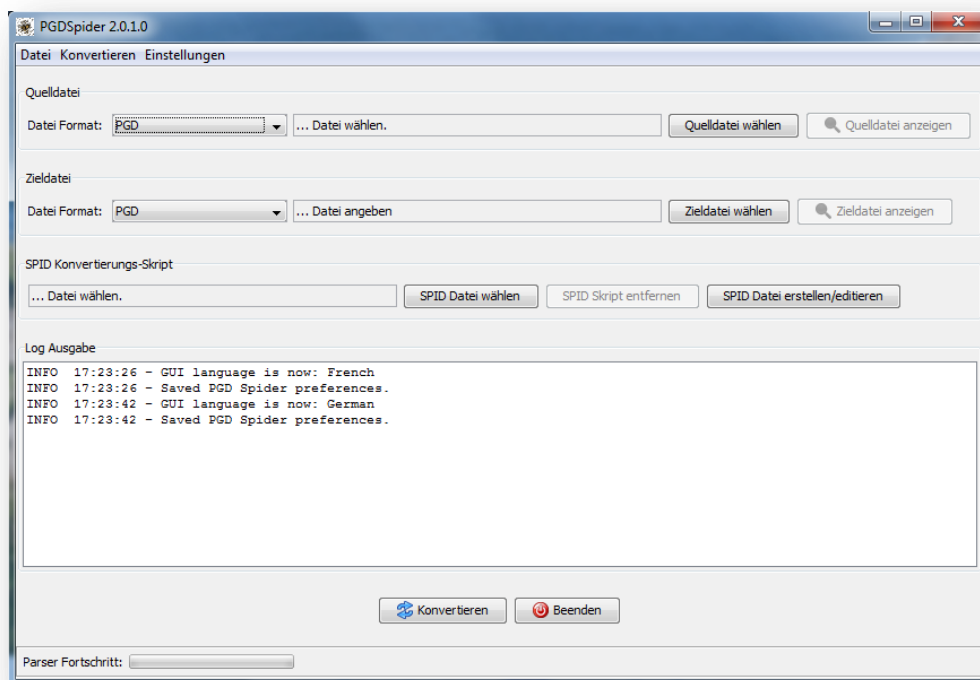 PGDSpider 2.0.1.0
Datei Konvertieren Einstellungen
Quelldatei
Datei Format: PGD ... Datei wählen. Quelldatei wählen Quelldatei anzeigen
Zieldatei
Datei Format: PGD ... Datei angeben Zieldatei wählen Zieldatei anzeigen
SPID Konvertierungs-Skript
... Datei wählen. SPID Datei wählen SPID Skript entfernen SPID Datei erstellen/editieren
Log Ausgabe
INFO 17:23:26 - GUI language is now: French
INFO 17:23:26 - Saved PGD Spider preferences.
INFO 17:23:42 - GUI language is now: German
INFO 17:23:42 - Saved PGD Spider preferences.
Konvertieren Beenden
Parser Fortschritt: